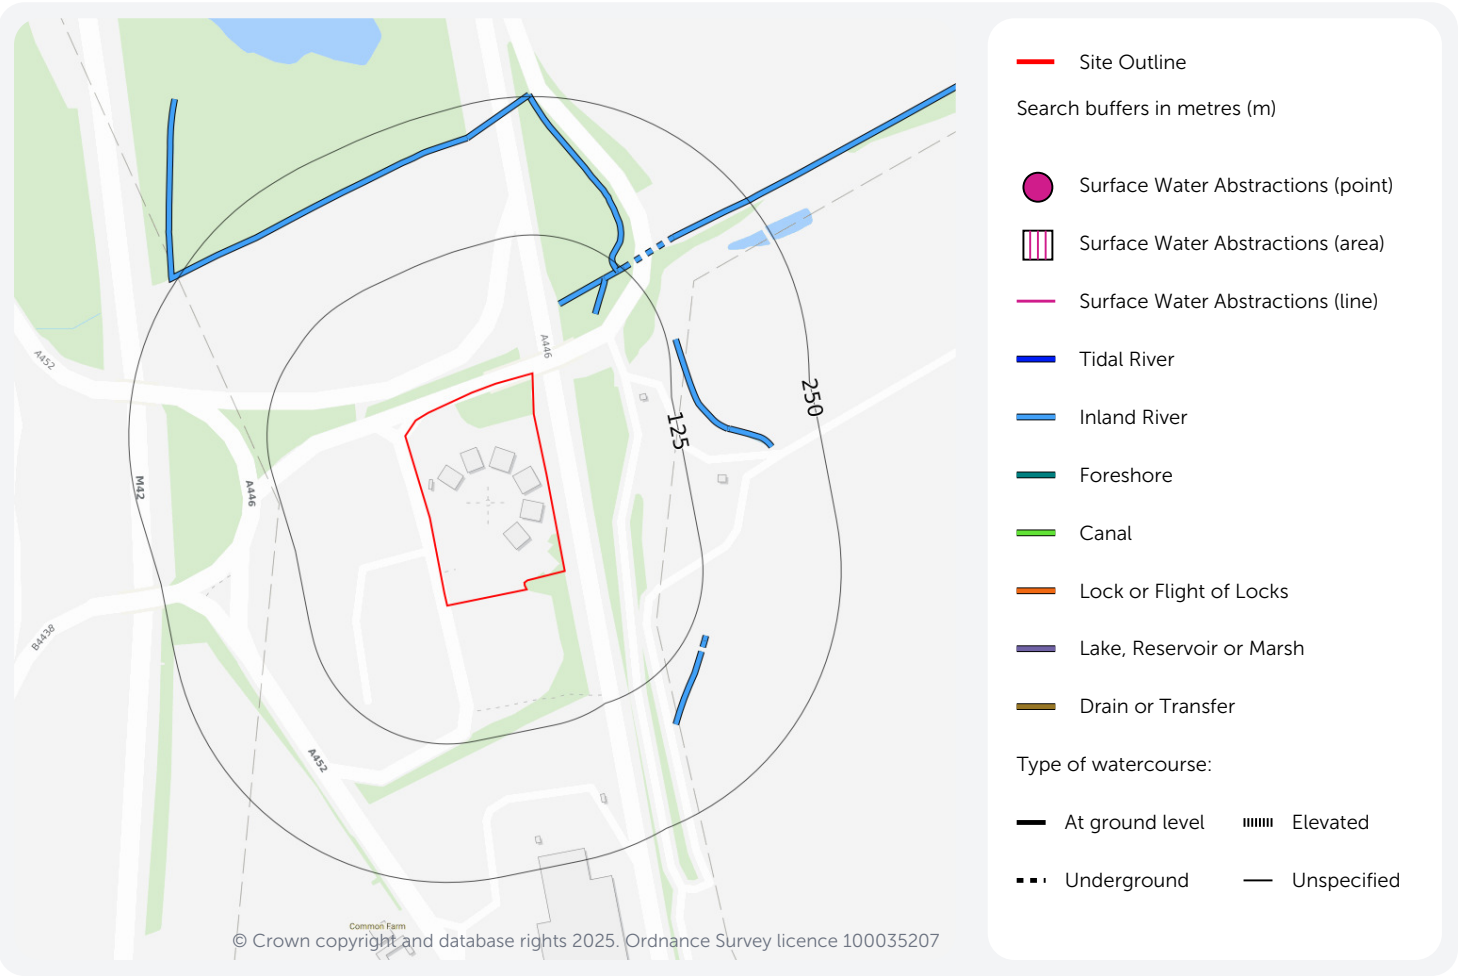 A446
A452
125
250
M42
A446
B4438
A452
Common Farm
© Crown copyright and database rights 2025. Ordnance Survey licence 100035207
Site Outline
Search buffers in metres (m)
Surface Water Abstractions (point)
Surface Water Abstractions (area)
Surface Water Abstractions (line)
Tidal River
Inland River
Foreshore
Canal
Lock or Flight of Locks
Lake, Reservoir or Marsh
Drain or Transfer
Type of watercourse:
At ground level Elevated
Underground Unspecified